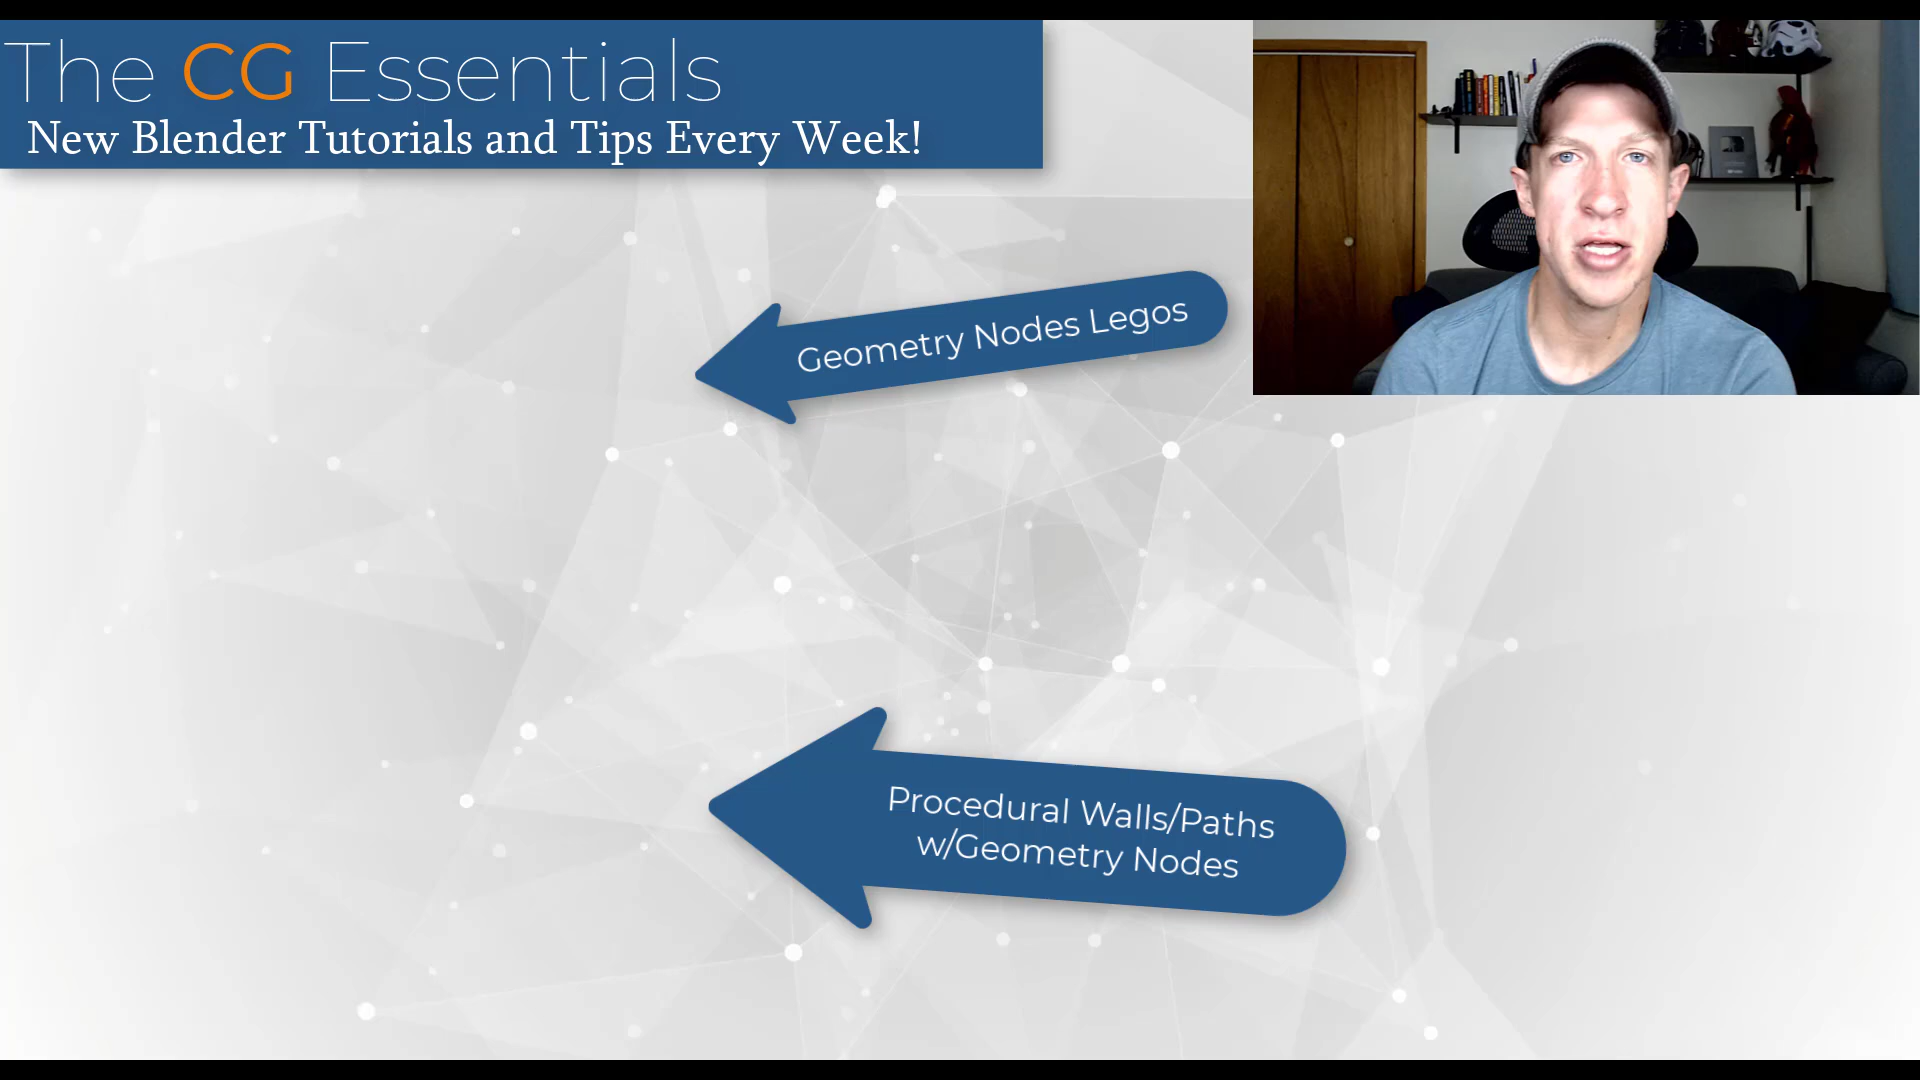 The CG Essentials
New Blender Tutorials and Tips Every Week!
Geometry Nodes Legos
Procedural Walls/Paths
w/Geometry Nodes